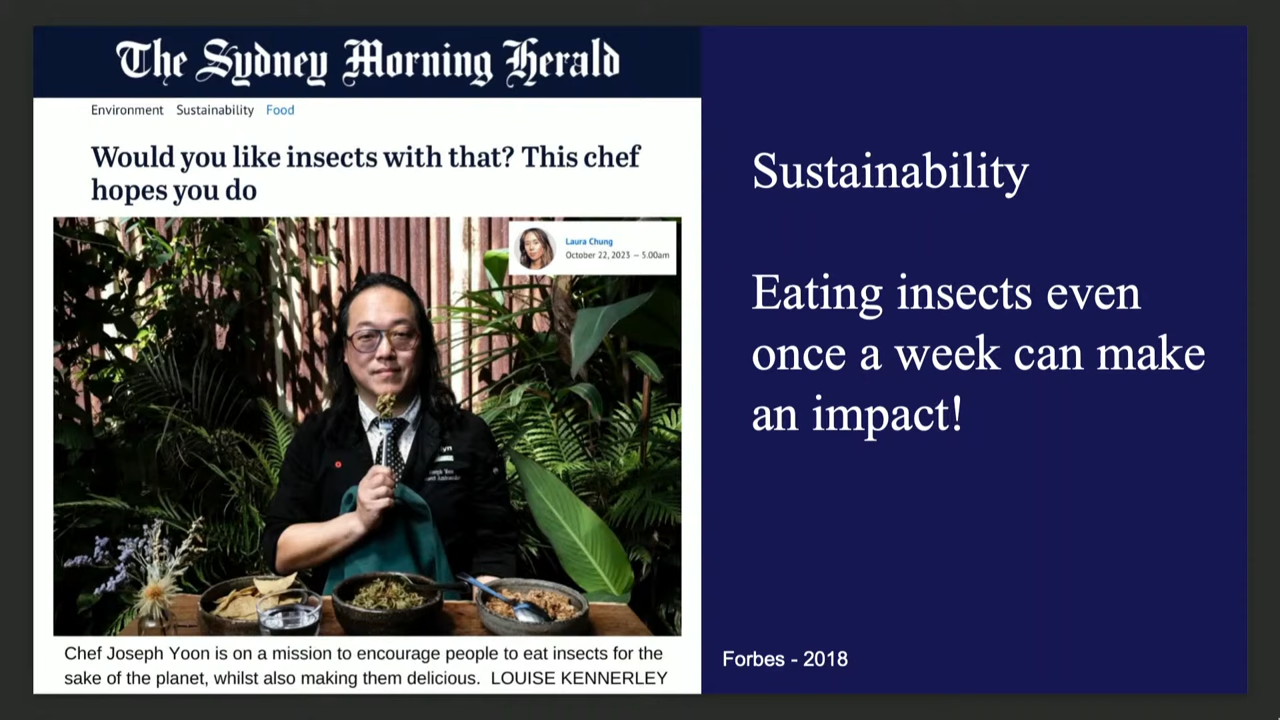 The Sydney Morning Herald
Environment Sustainability Food
Would you like insects with that? This chef
hopes you do
Laura Chung
October 22, 2023 — 5.00am
Chef Joseph Yoon is on a mission to encourage people to eat insects for the
sake of the planet, whilst also making them delicious. LOUISE KENNERLEY
Sustainability
Eating insects even
once a week can make
an impact!
Forbes - 2018